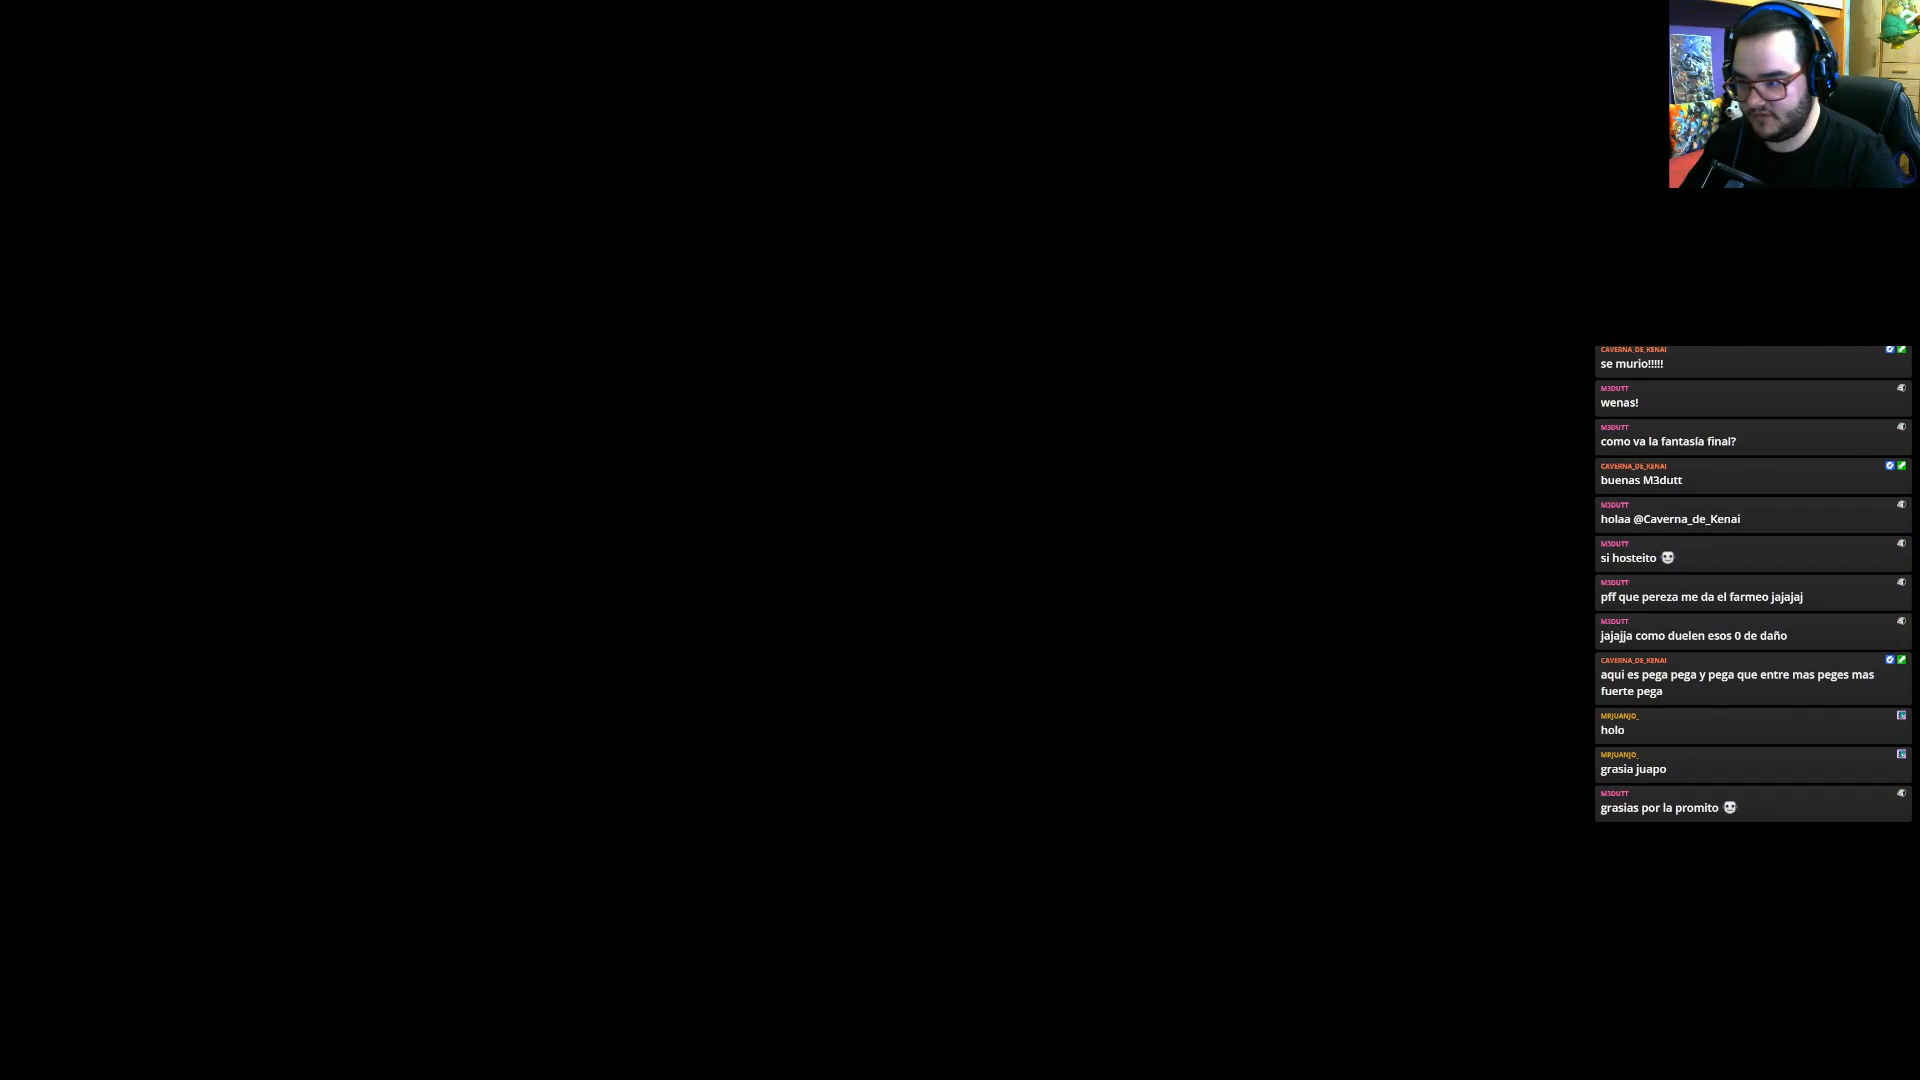 CAVERNA_DE_KENAI
se murio!!!!!
M3DUTT
wenas!
M3DUTT
como va la fantasía final?
CAVERNA_DE_KENAI
buenas M3dutt
M3DUTT
holaa @Caverna_de_Kenai
M3DUTT
si hosteito
M3DUTT
pff que pereza me da el farmeo jajajaj
M3DUTT
jajajja como duelen esos 0 de daño
CAVERNA_DE_KENAI
aqui es pega pega y pega que entre mas peges mas
fuerte pega
MRJUANJO_
holo
MRJUANJO_
grasia juapo
M3DUTT
grasias por la promito